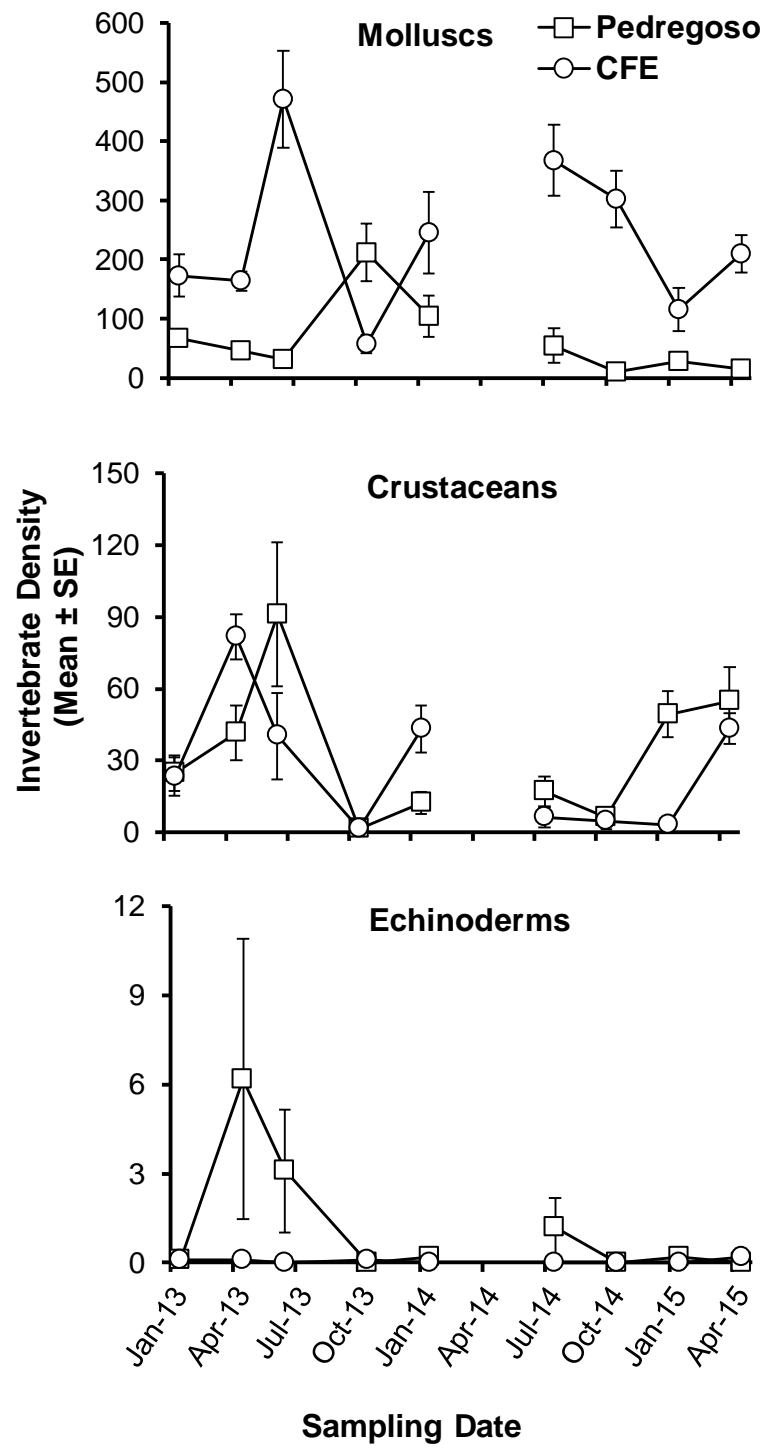 Molluscs
Pedregoso
CFE
600
500
400
300
200
100
0
Crustaceans
150
120
90
60
30
0
Invertebrate Density
(Mean ± SE)
Echinoderms
12
9
6
3
0
Jan-13
Apr-13
Jul-13
Oct-13
Jan-14
Apr-14
Jul-14
Oct-14
Jan-15
Apr-15
Sampling Date